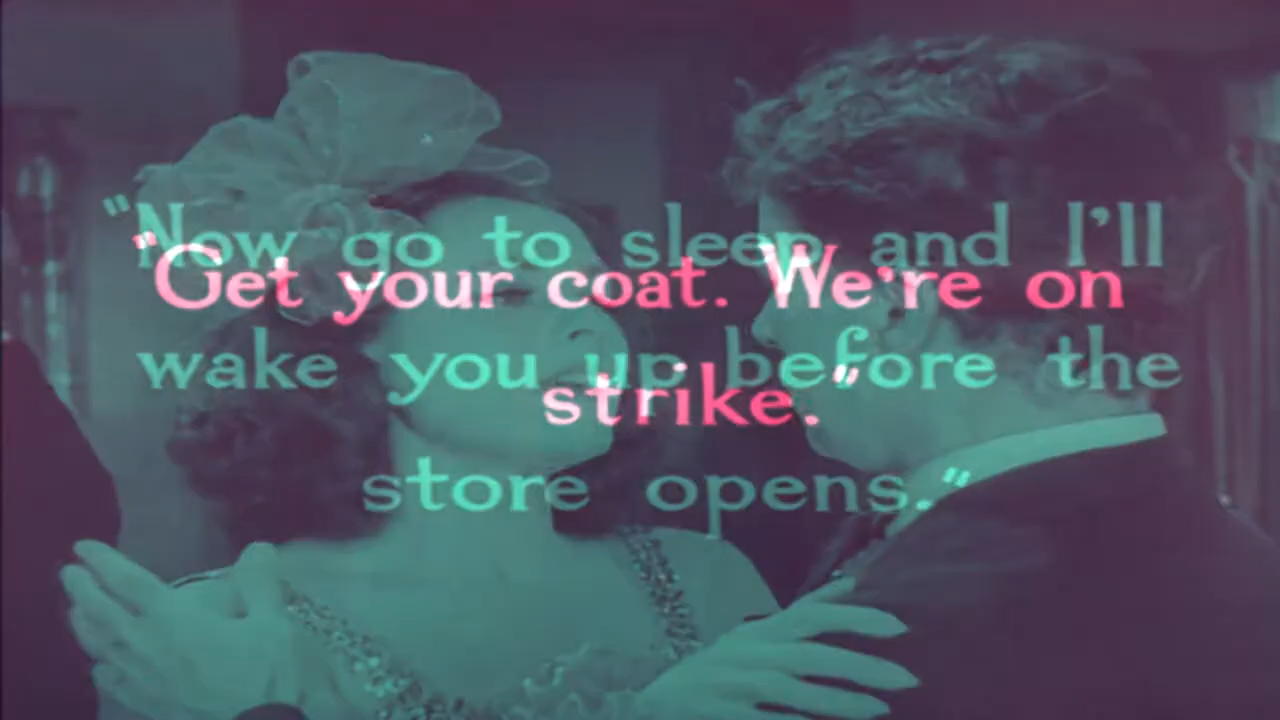 "Now go to sleep and I'll
wake you up before the
store opens."
"Get your coat. We're on
strike."